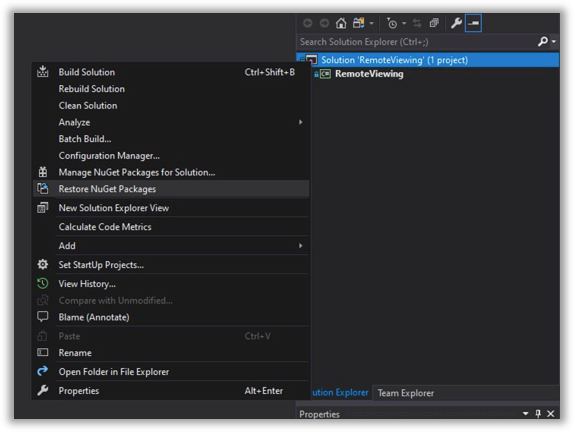 Search Solution Explorer (Ctrl+;)
Solution 'RemoteViewing' (1 project)
C#
RemoteViewing
Build Solution Ctrl+Shift+B
Rebuild Solution
Clean Solution
Analyze
Batch Build...
Configuration Manager...
Manage NuGet Packages for Solution...
Restore NuGet Packages
New Solution Explorer View
Calculate Code Metrics
Add
Set StartUp Projects...
View History...
Compare with Unmodified...
Blame (Annotate)
Paste Ctrl+V
Rename
Open Folder in File Explorer
Properties Alt+Enter
ution Explorer Team Explorer
Properties